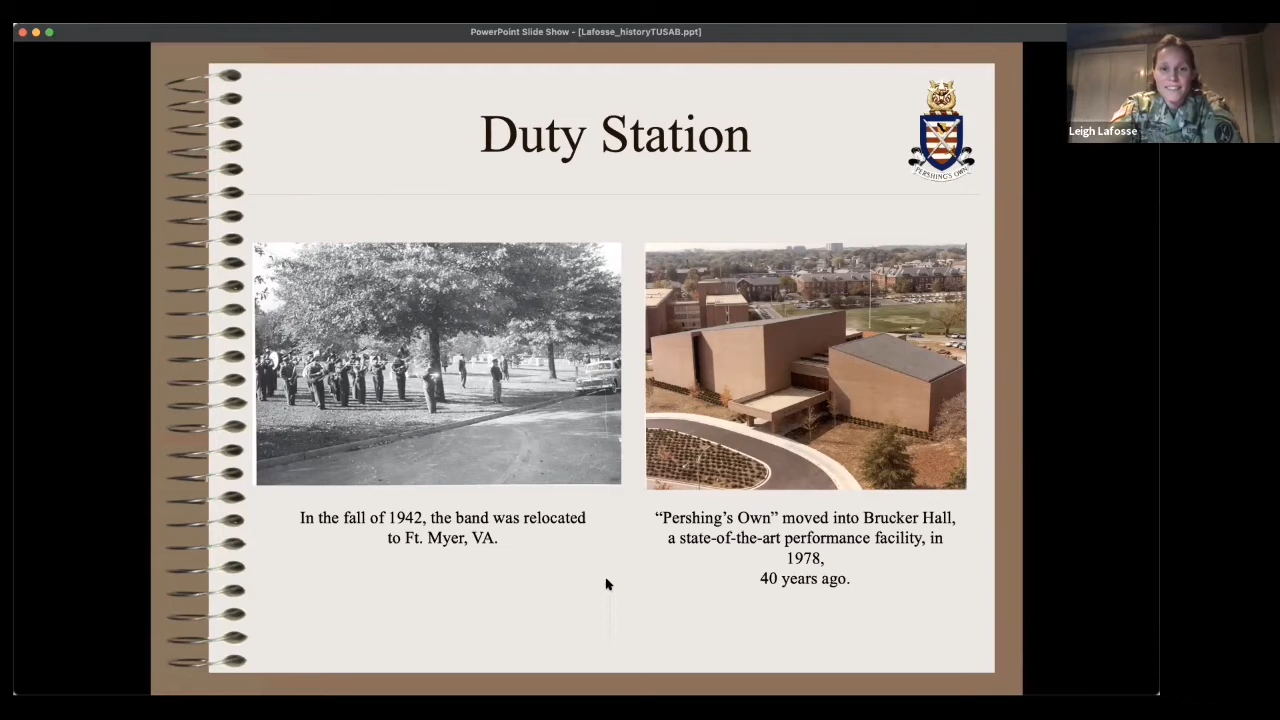 PowerPoint Slide Show - [Lafosse_historyTUSAB.ppt]
Leigh Lafosse
Duty Station
PERSHING'S OWN
In the fall of 1942, the band was relocated
to Ft. Myer, VA.
“Pershing’s Own” moved into Brucker Hall,
a state-of-the-art performance facility, in
1978,
40 years ago.